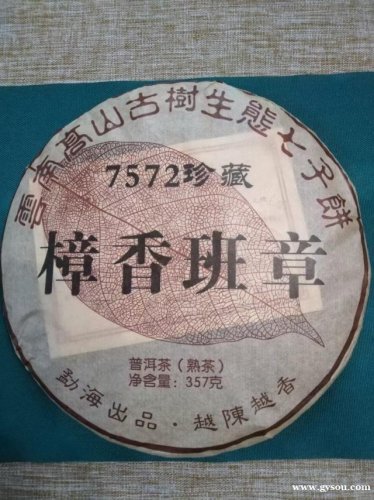 雲南高山古樹生態七子餅
7572珍藏
樟香班章
普洱茶（熟茶）
净含量：357克
勐海出品·越陳越香
www.gysou.com